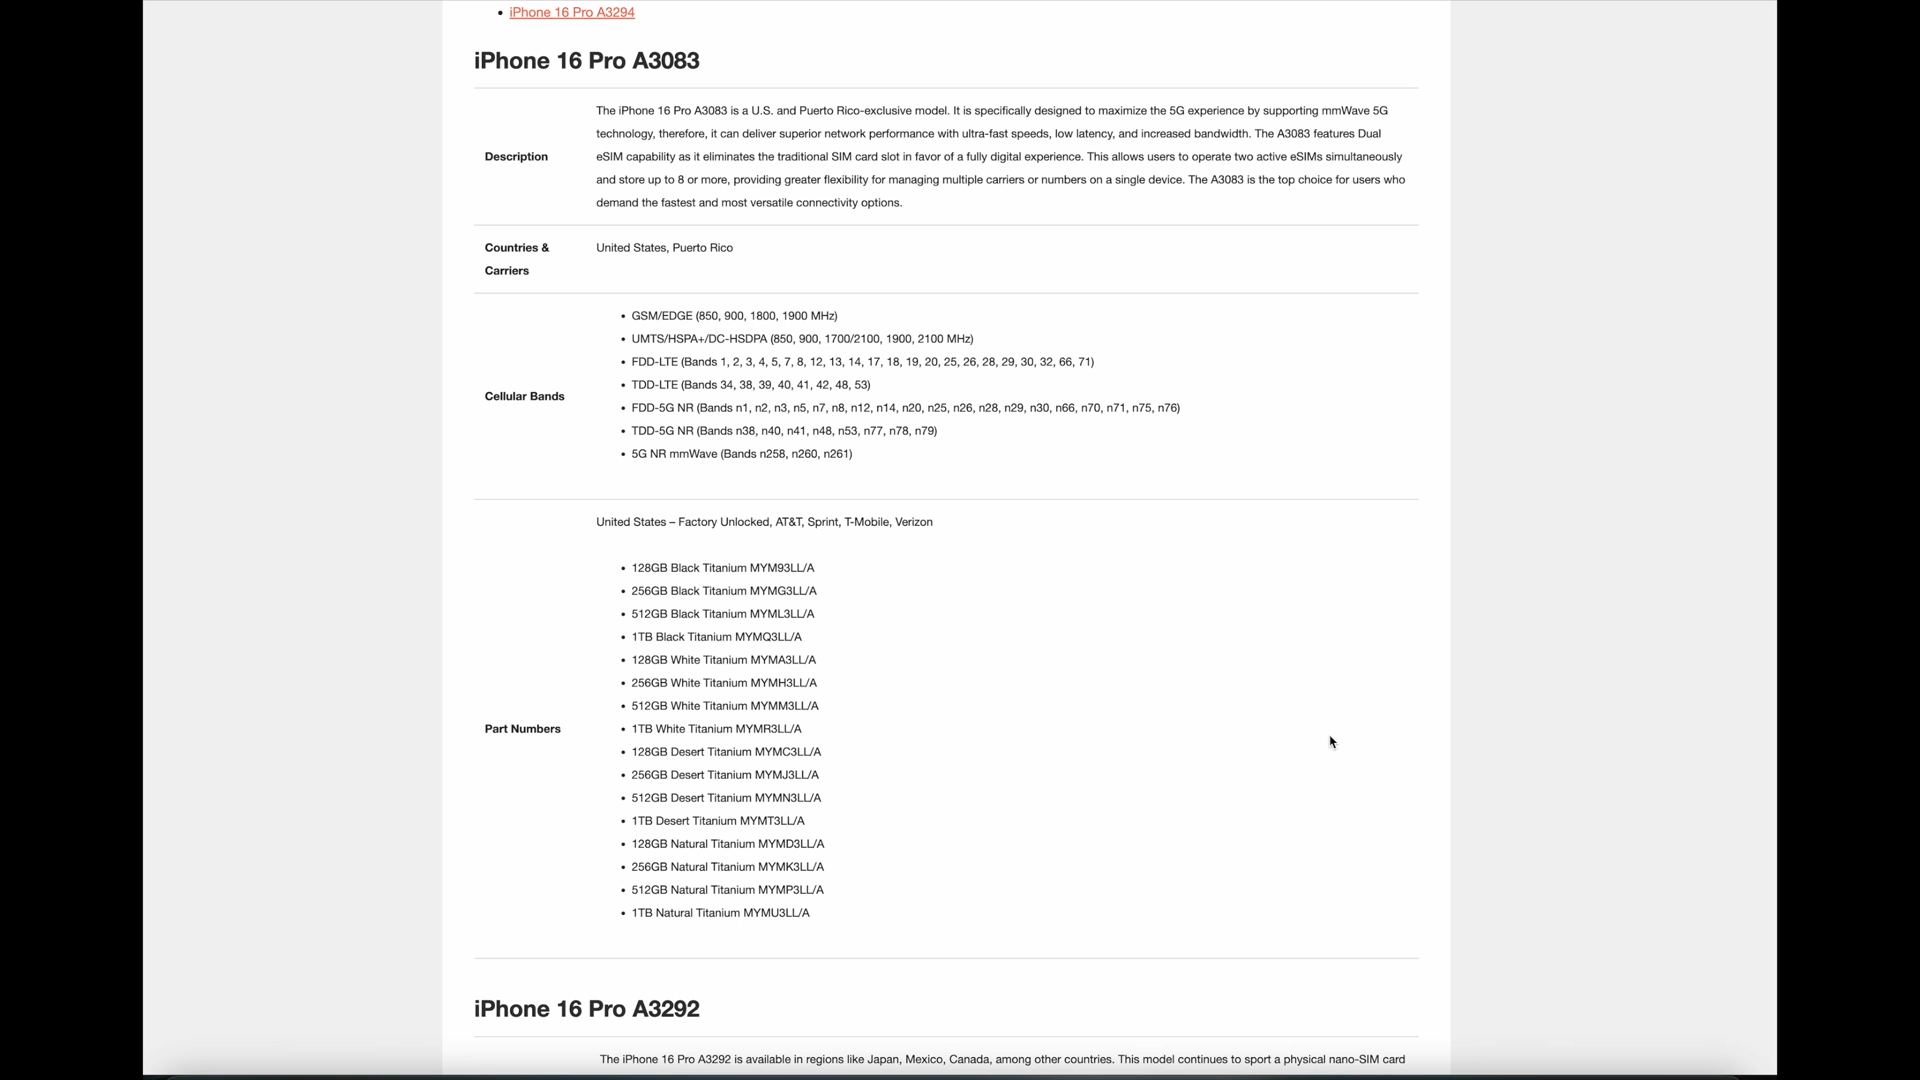 iPhone 16 Pro A3294
iPhone 16 Pro A3083
The iPhone 16 Pro A3083 is a U.S. and Puerto Rico-exclusive model. It is specifically designed to maximize the 5G experience by supporting mmWave 5G
technology, therefore, it can deliver superior network performance with ultra-fast speeds, low latency, and increased bandwidth. The A3083 features Dual
Description
eSIM capability as it eliminates the traditional SIM card slot in favor of a fully digital experience. This allows users to operate two active eSIMs simultaneously
and store up to 8 or more, providing greater flexibility for managing multiple carriers or numbers on a single device. The A3083 is the top choice for users who
demand the fastest and most versatile connectivity options.
Countries &
Carriers
United States, Puerto Rico
Cellular Bands
• GSM/EDGE (850, 900, 1800, 1900 MHz)
• UMTS/HSPA+/DC-HSDPA (850, 900, 1700/2100, 1900, 2100 MHz)
• FDD-LTE (Bands 1, 2, 3, 4, 5, 7, 8, 12, 13, 14, 17, 18, 19, 20, 25, 26, 28, 29, 30, 32, 66, 71)
• TDD-LTE (Bands 34, 38, 39, 40, 41, 42, 48, 53)
• FDD-5G NR (Bands n1, n2, n3, n5, n7, n8, n12, n14, n20, n25, n26, n28, n29, n30, n66, n70, n71, n75, n76)
• TDD-5G NR (Bands n38, n40, n41, n48, n53, n77, n78, n79)
• 5G NR mmWave (Bands n258, n260, n261)
Part Numbers
United States – Factory Unlocked, AT&T, Sprint, T-Mobile, Verizon
• 128GB Black Titanium MYM93LL/A
• 256GB Black Titanium MYMG3LL/A
• 512GB Black Titanium MYML3LL/A
• 1TB Black Titanium MYMQ3LL/A
• 128GB White Titanium MYMA3LL/A
• 256GB White Titanium MYMH3LL/A
• 512GB White Titanium MYMM3LL/A
• 1TB White Titanium MYMR3LL/A
• 128GB Desert Titanium MYMC3LL/A
• 256GB Desert Titanium MYMJ3LL/A
• 512GB Desert Titanium MYMN3LL/A
• 1TB Desert Titanium MYMT3LL/A
• 128GB Natural Titanium MYMD3LL/A
• 256GB Natural Titanium MYMK3LL/A
• 512GB Natural Titanium MYMP3LL/A
• 1TB Natural Titanium MYMU3LL/A
iPhone 16 Pro A3292
The iPhone 16 Pro A3292 is available in regions like Japan, Mexico, Canada, among other countries. This model continues to sport a physical nano-SIM card